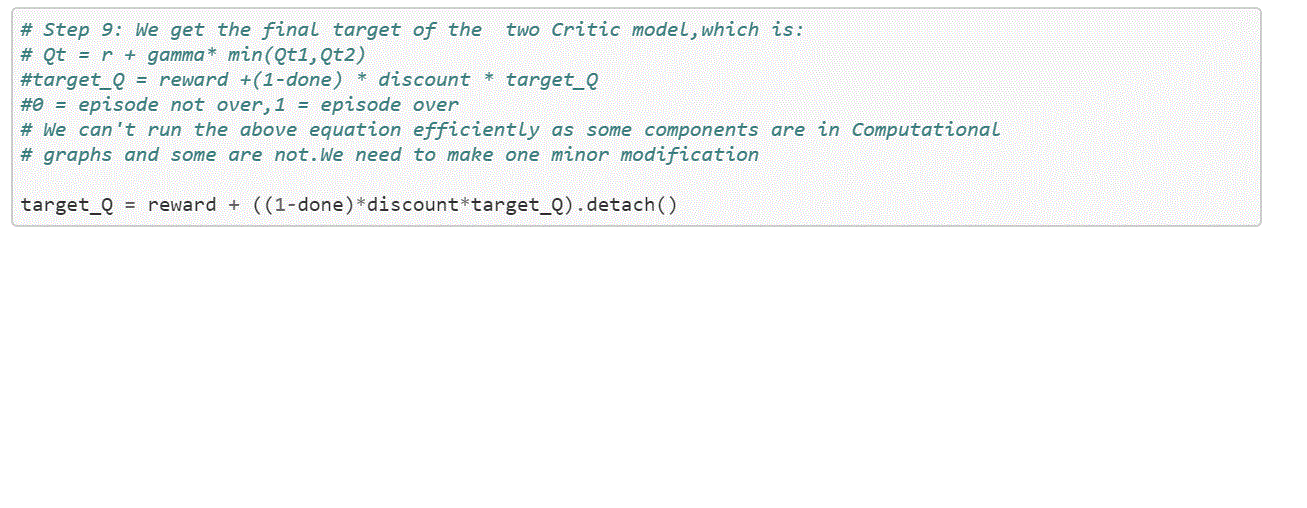 # Step 9: We get the final target of the  two Critic model,which is:
# Qt = r + gamma* min(Qt1,Qt2)
#target_Q = reward +(1-done) * discount * target_Q
#0 = episode not over,1 = episode over
# We can't run the above equation efficiently as some components are in Computational
# graphs and some are not.We need to make one minor modification
target_Q = reward + ((1-done)*discount*target_Q).detach()